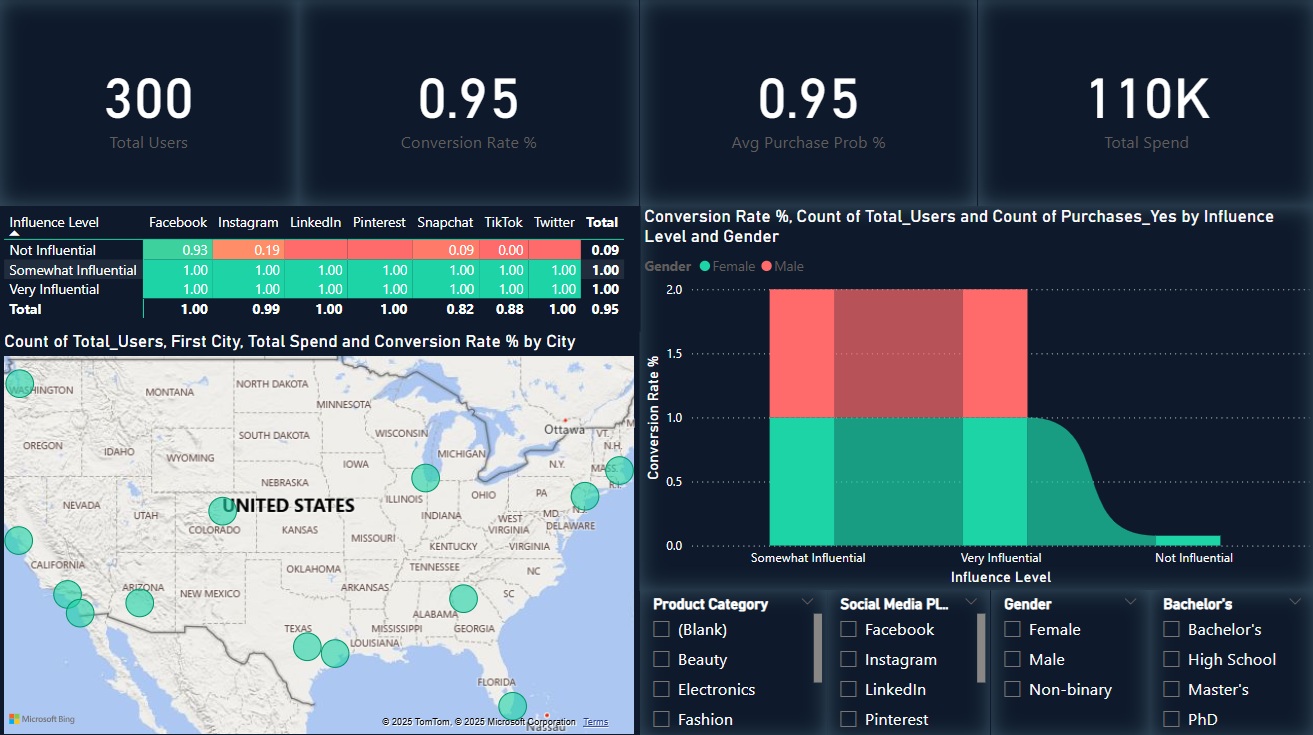 300
Total Users
0.95
Conversion Rate %
0.95
Avg Purchase Prob %
110K
Total Spend
Influence Level Facebook Instagram LinkedIn Pinterest Snapchat TikTok Twitter Total
Not Influential 0.93 0.19 0.09 0.00 0.09
Somewhat Influential 1.00 1.00 1.00 1.00 1.00 1.00 1.00 1.00
Very Influential 1.00 1.00 1.00 1.00 1.00 1.00 1.00 1.00
Total 1.00 0.99 1.00 1.00 0.82 0.88 1.00 0.95
Count of Total_Users, First City, Total Spend and Conversion Rate % by City
WASHINGTON
MONTANA
NORTH DAKOTA
MINNESOTA
Ottawa
VT.
N.H.
OREGON
IDAHO
SOUTH DAKOTA
WISCONSIN
MICHIGAN
WYOMING
IOWA
N.Y.
MASS.
R.I.
NEBRASKA
NEVADA
UTAH
UNITED STATES
ILLINOIS
OHIO
PA
N.J.
COLORADO
KANSAS
INDIANA
WEST
VIRGINIA
MD.
DELAWARE
MISSOURI
KENTUCKY
VIRGINIA
CALIFORNIA
OKLAHOMA
TENNESSEE
NC
ARIZONA
NEW MEXICO
ARKANSAS
SC
ALABAMA
MISSISSIPPI
GEORGIA
TEXAS
LOUISIANA
FLORIDA
Nassau
Microsoft Bing
© 2025 TomTom, © 2025 Microsoft Corporation Terms
Conversion Rate %, Count of Total_Users and Count of Purchases_Yes by Influence
Level and Gender
Gender Female Male
2.0
1.5
1.0
0.5
0.0
Conversion Rate %
Somewhat Influential Very Influential Not Influential
Influence Level
Product Category
(Blank)
Beauty
Electronics
Fashion
Social Media Pl...
Facebook
Instagram
LinkedIn
Pinterest
Gender
Female
Male
Non-binary
Bachelor's
Bachelor's
High School
Master's
PhD